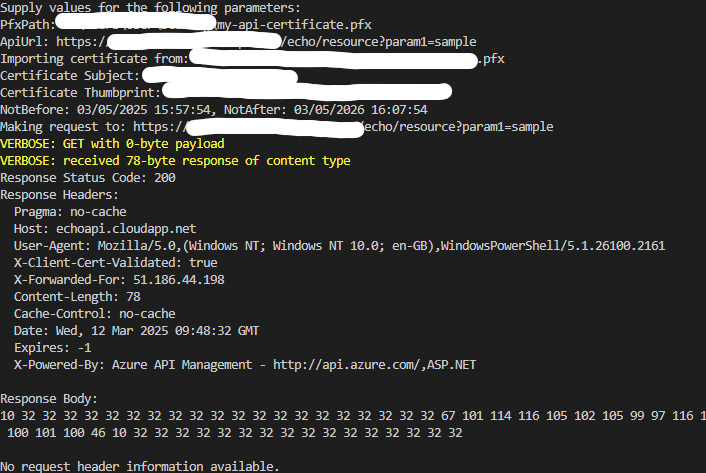 Supply values for the following parameters:
PfxPath: my-api-certificate.pfx
ApiUrl: https:/ /echo/resource?param1=sample
Importing certificate from: .pfx
Certificate Subject:
Certificate Thumbprint:
NotBefore: 03/05/2025 15:57:54, NotAfter: 03/05/2026 16:07:54
Making request to: https:/ /echo/resource?param1=sample
VERBOSE: GET with 0-byte payload
VERBOSE: received 78-byte response of content type
Response Status Code: 200
Response Headers:
Pragma: no-cache
Host: echoapi.cloudapp.net
User-Agent: Mozilla/5.0,(Windows NT; Windows NT 10.0; en-GB),WindowsPowerShell/5.1.26100.2161
X-Client-Cert-Validated: true
X-Forwarded-For: 51.186.44.198
Content-Length: 78
Cache-Control: no-cache
Date: Wed, 12 Mar 2025 09:48:32 GMT
Expires: -1
X-Powered-By: Azure API Management - http://api.azure.com/,ASP.NET
Response Body:
10 32 32 32 32 32 32 32 32 32 32 32 32 32 32 32 32 32 32 32 32 67 101 114 116 105 102 105 99 97 116 1
100 101 100 46 10 32 32 32 32 32 32 32 32 32 32 32 32 32 32 32 32
No request header information available.